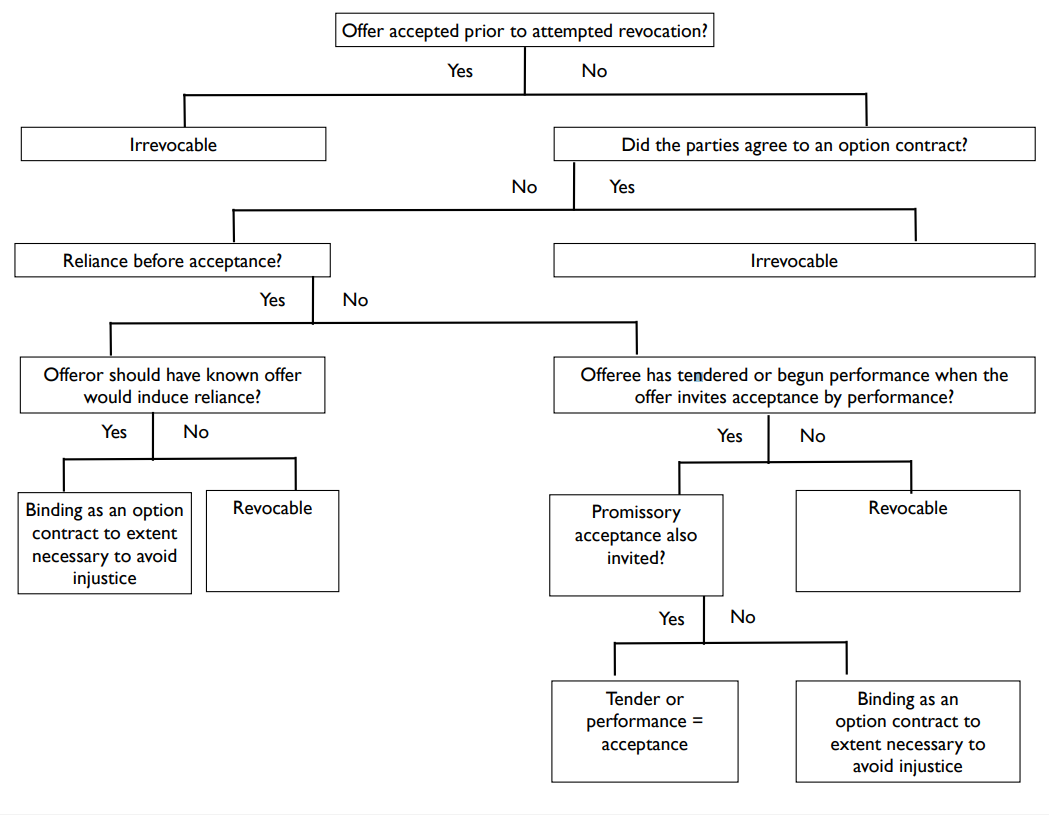 Offer accepted prior to attempted revocation?
Yes No
Irrevocable
Did the parties agree to an option contract?
No Yes
Reliance before acceptance?
Irrevocable
Yes No
Offeror should have known offer
would induce reliance?
Offeree has tendered or begun performance when the
offer invites acceptance by performance?
Yes No
Yes No
Binding as an option
contract to extent
necessary to avoid
injustice
Revocable
Promissory
acceptance also
invited?
Revocable
Yes No
Tender or
performance =
acceptance
Binding as an
option contract to
extent necessary to
avoid injustice